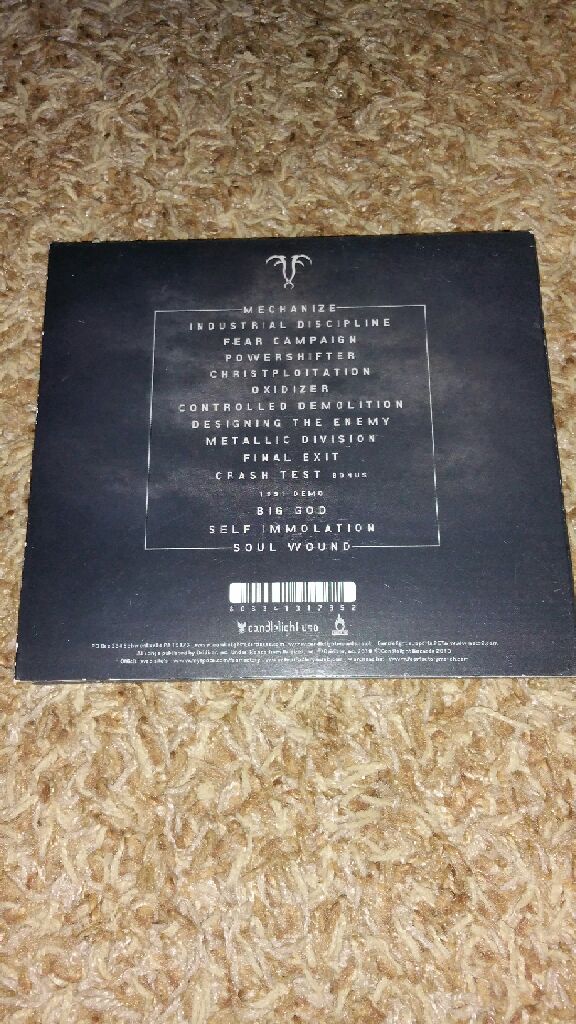 MECHANIZE
INDUSTRIAL DISCIPLINE
FEAR CAMPAIGN
POWERSHIFTER
CHRISTPLOITATION
OXIDIZER
CONTROLLED DEMOLITION
DESIGNING THE ENEMY
METALLIC DIVISION
FINAL EXIT
CRASH TEST BONUS
1991 DEMO
BIG GOD
SELF IMMOLATION
SOUL WOUND
candlelight usa